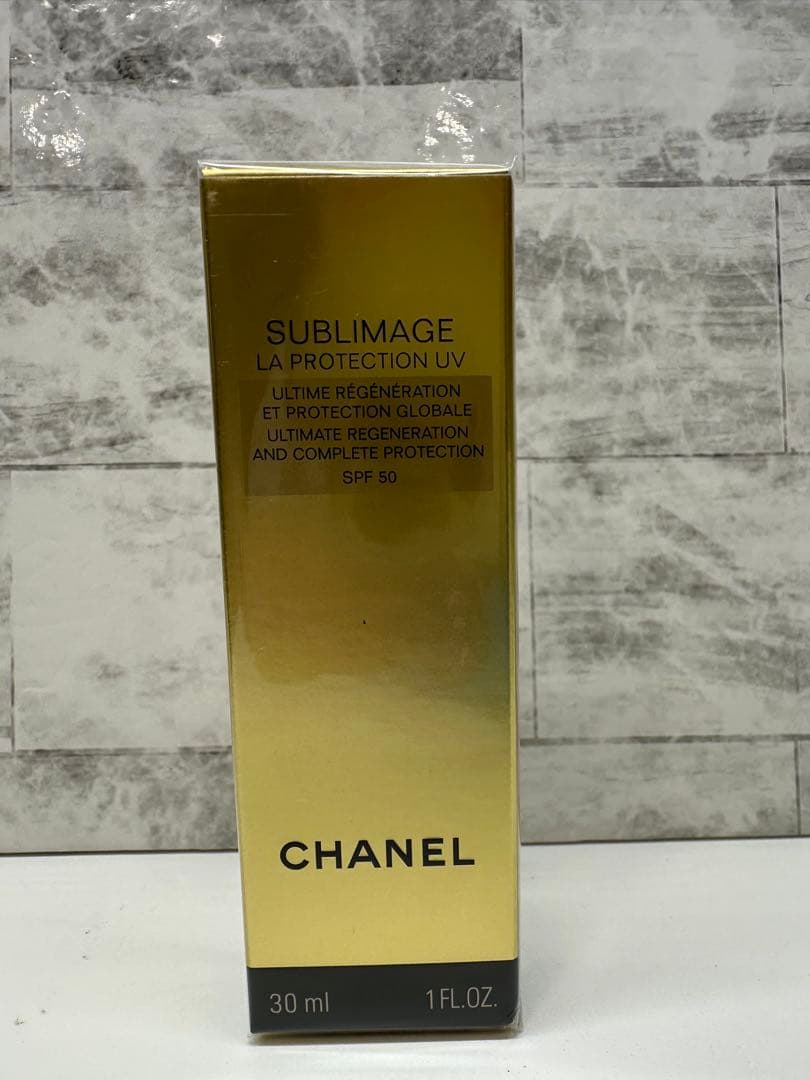 SUBLIMAGE
LA PROTECTION UV
ULTIME RÉGÉNÉRATION
ET PROTECTION GLOBALE
ULTIMATE REGENERATION
AND COMPLETE PROTECTION
SPF 50
CHANEL
30 ml 1 FL.OZ.